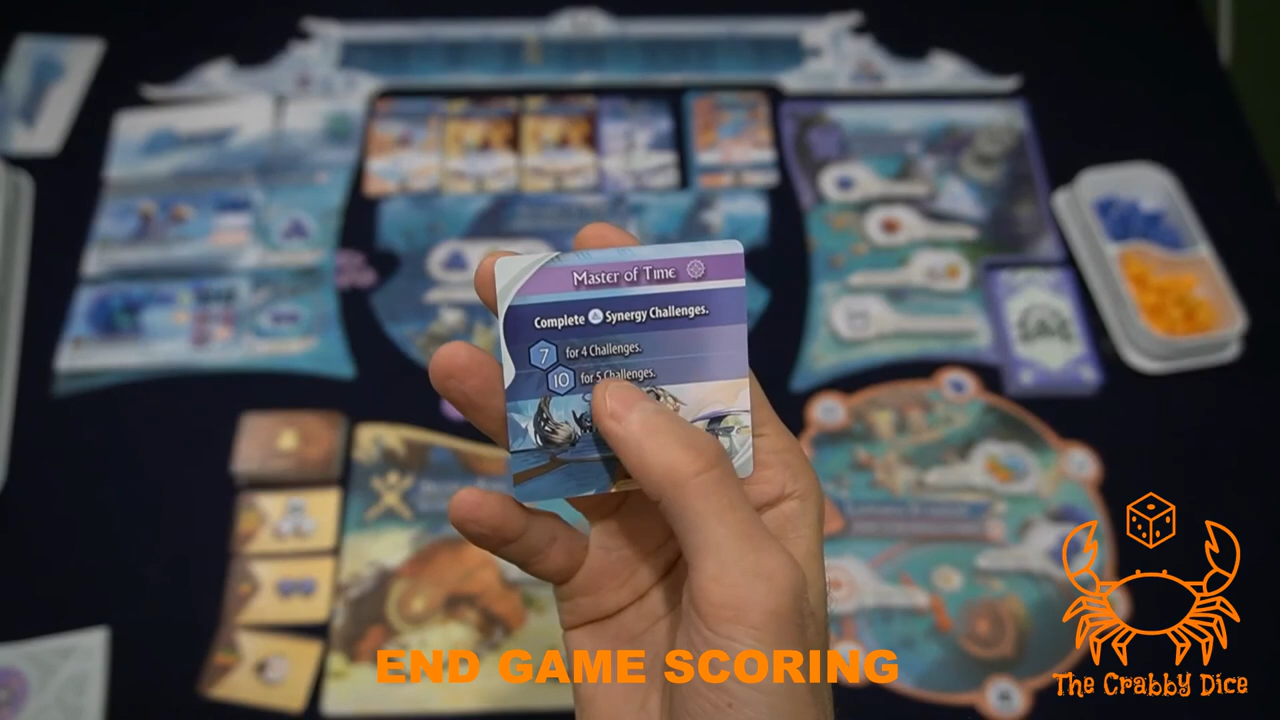 Master of Time
Complete Synergy Challenges.
7 for 4 Challenges.
10 for 5 Challenges.
END GAME SCORING
The Crabby Dice